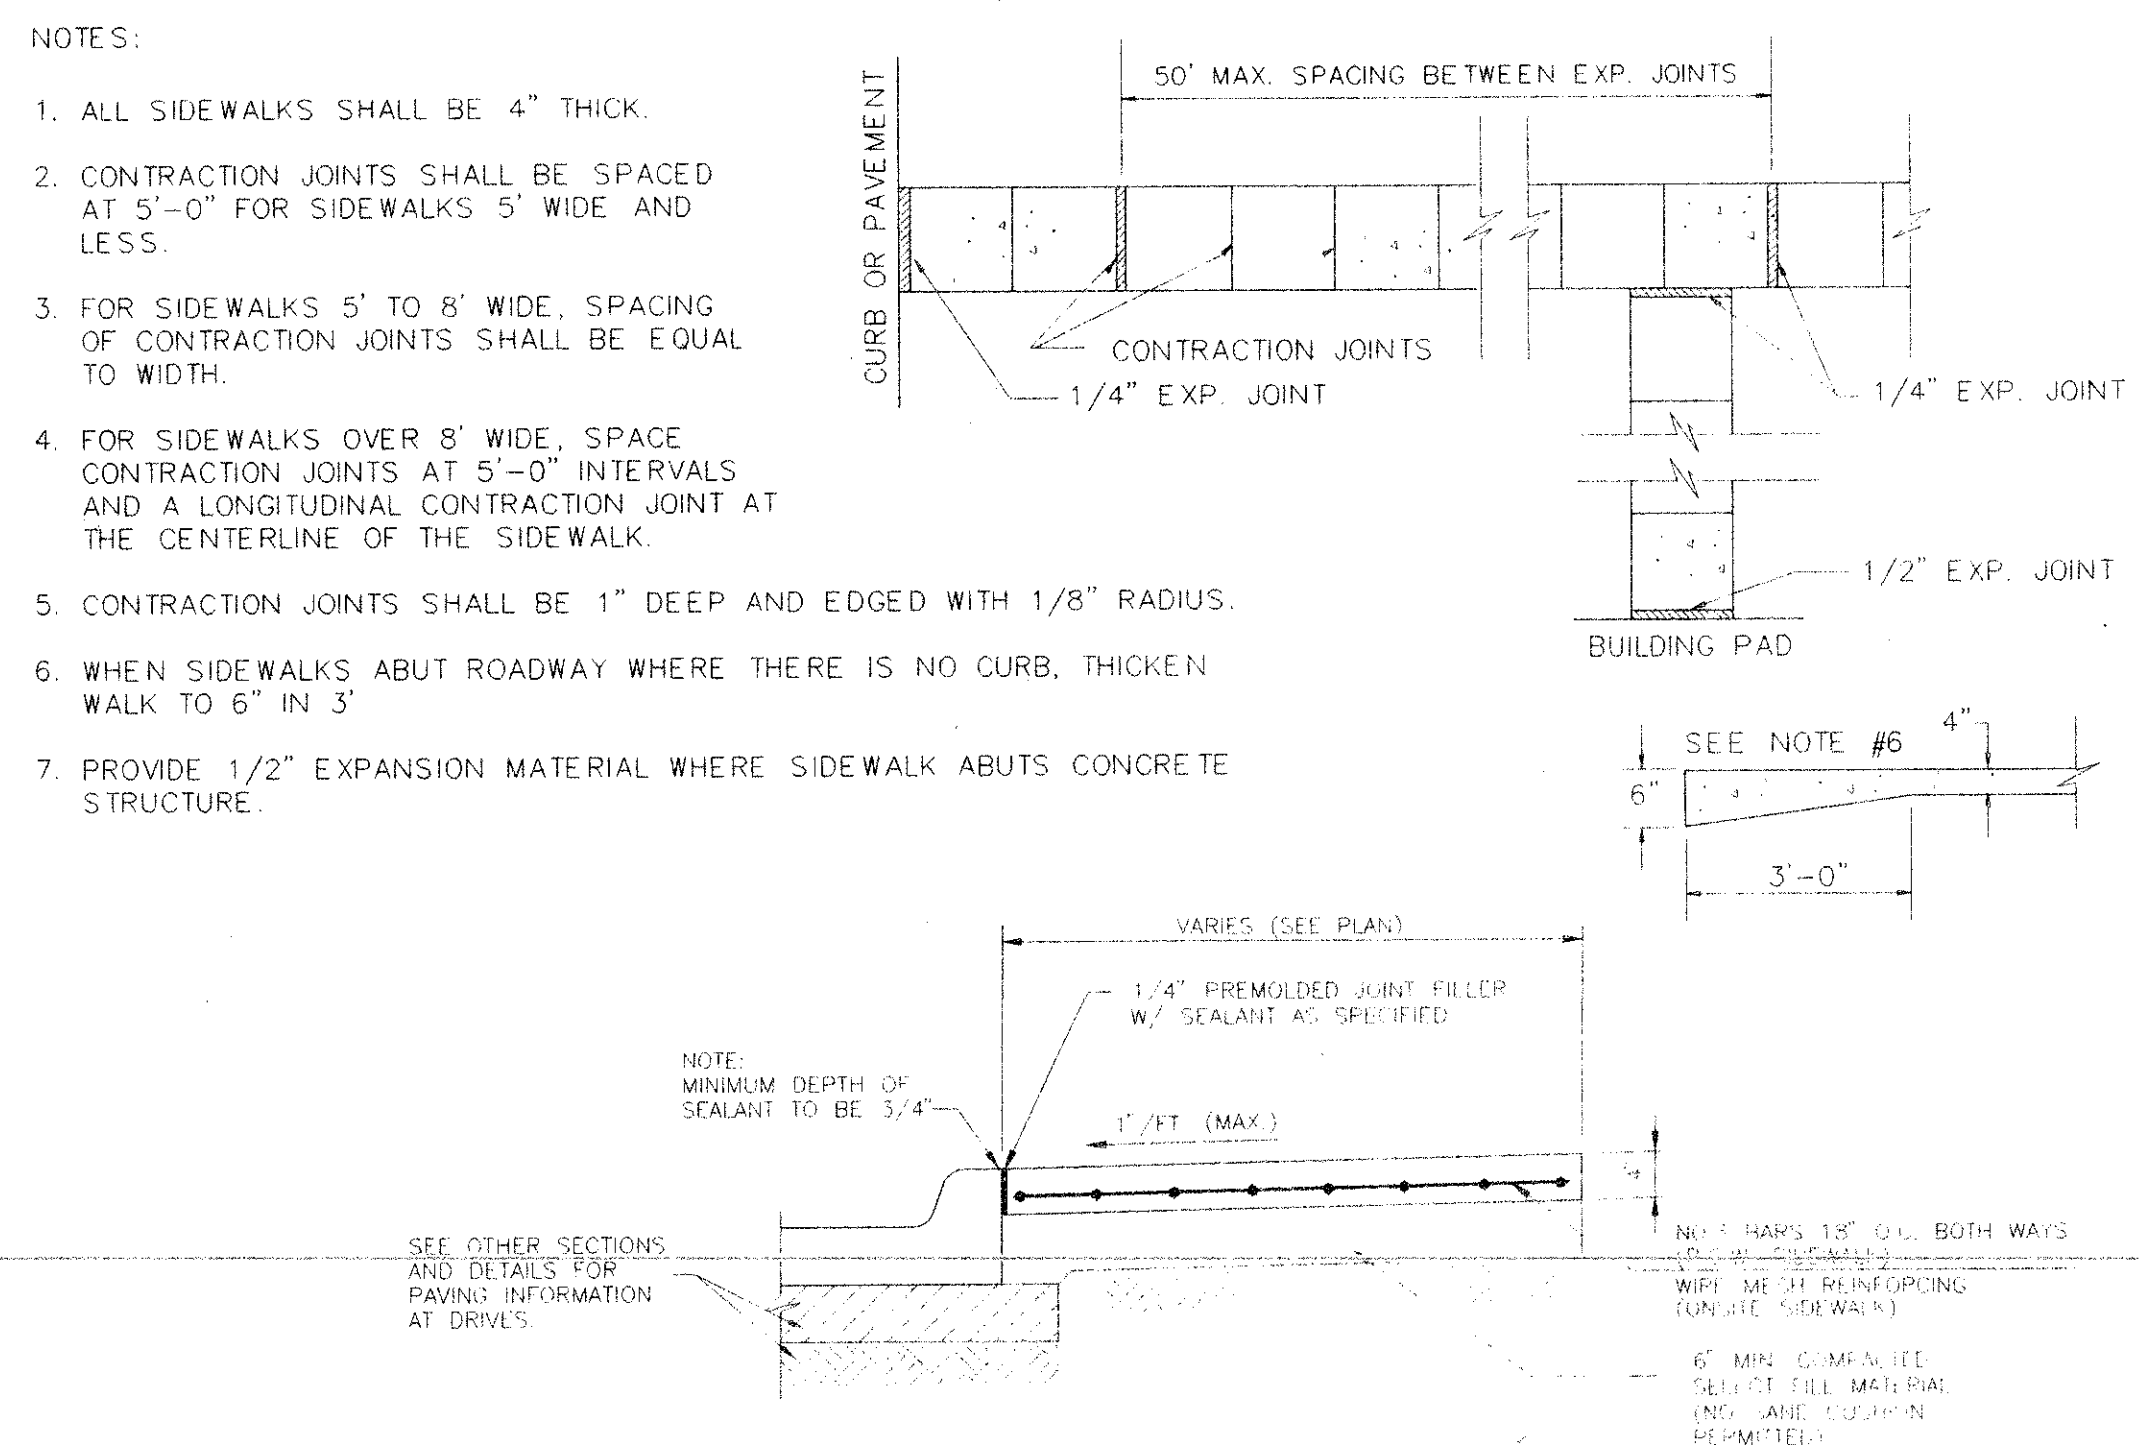 NOTES:
1. ALL SIDEWALKS SHALL BE 4" THICK.
2. CONTRACTION JOINTS SHALL BE SPACED
AT 5'-0" FOR SIDEWALKS 5' WIDE AND
LESS.
3. FOR SIDEWALKS 5' TO 8' WIDE, SPACING
OF CONTRACTION JOINTS SHALL BE EQUAL
TO WIDTH.
4. FOR SIDEWALKS OVER 8' WIDE, SPACE
CONTRACTION JOINTS AT 5'-0" INTERVALS
AND A LONGITUDINAL CONTRACTION JOINT AT
THE CENTERLINE OF THE SIDEWALK.
5. CONTRACTION JOINTS SHALL BE 1" DEEP AND EDGED WITH 1/8" RADIUS.
6. WHEN SIDEWALKS ABUT ROADWAY WHERE THERE IS NO CURB, THICKEN
WALK TO 6" IN 3'
7. PROVIDE 1/2" EXPANSION MATERIAL WHERE SIDEWALK ABUTS CONCRETE
STRUCTURE.
CURB OR PAVEMENT
50' MAX. SPACING BETWEEN EXP. JOINTS
CONTRACTION JOINTS
1/4" EXP. JOINT
1/4" EXP. JOINT
1/2" EXP. JOINT
BUILDING PAD
SEE NOTE #6
4"
6"
3'-0"
VARIES (SEE PLAN)
1/4" PREMOLDED JOINT FILLER
W/ SEALANT AS SPECIFIED
NOTE:
MINIMUM DEPTH OF
SEALANT TO BE 3/4"
1"/FT (MAX.)
4"
SEE OTHER SECTIONS
AND DETAILS FOR
PAVING INFORMATION
AT DRIVES.
BARS 18" O.C. BOTH WAYS
SIDEWALK)
WIRE MESH REINFORCING
(ONSITE SIDEWALK)
6" MIN COMPACTED
SELECT FILL MATERIAL
(NO SAND CUSHION
PERMITTED)